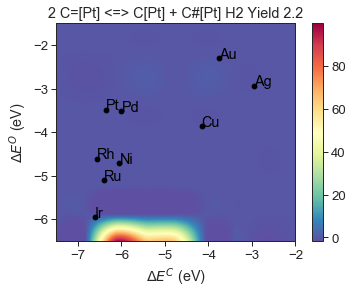 2 C=[Pt] <=> C[Pt] + C#[Pt] H2 Yield 2.2
ΔE^O (eV)
−2
−3
−4
−5
−6
Au
Ag
Pt
Pd
Cu
Rh
Ni
Ru
Ir
−7
−6
−5
−4
−3
−2
ΔE^C (eV)
80
60
40
20
0